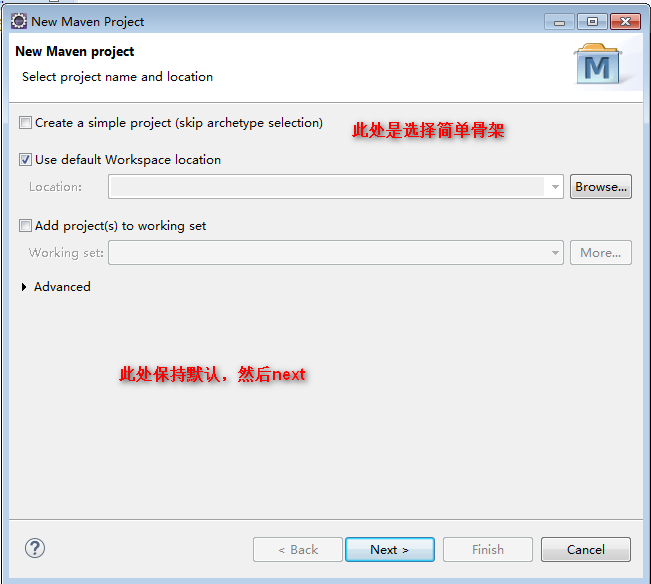 New Maven Project
New Maven project
Select project name and location
M
Create a simple project (skip archetype selection)
此处是选择简单骨架
Use default Workspace location
Location:
Browse...
Add project(s) to working set
Working set:
More...
Advanced
此处保持默认，然后next
?
< Back
Next >
Finish
Cancel